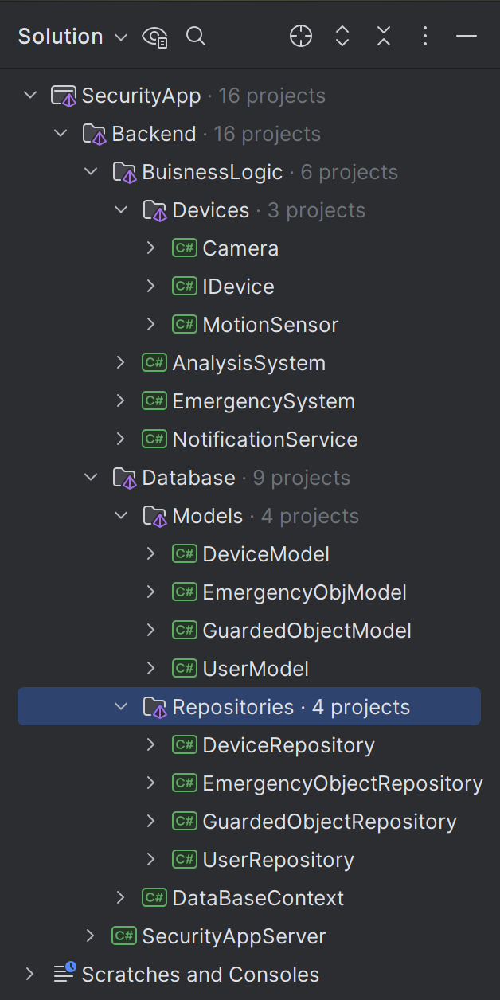 Solution
SecurityApp · 16 projects
Backend · 16 projects
BuisnessLogic · 6 projects
Devices · 3 projects
C# Camera
C# IDevice
C# MotionSensor
C# AnalysisSystem
C# EmergencySystem
C# NotificationService
Database · 9 projects
Models · 4 projects
C# DeviceModel
C# EmergencyObjModel
C# GuardedObjectModel
C# UserModel
Repositories · 4 projects
C# DeviceRepository
C# EmergencyObjectRepository
C# GuardedObjectRepository
C# UserRepository
C# DataBaseContext
C# SecurityAppServer
Scratches and Consoles